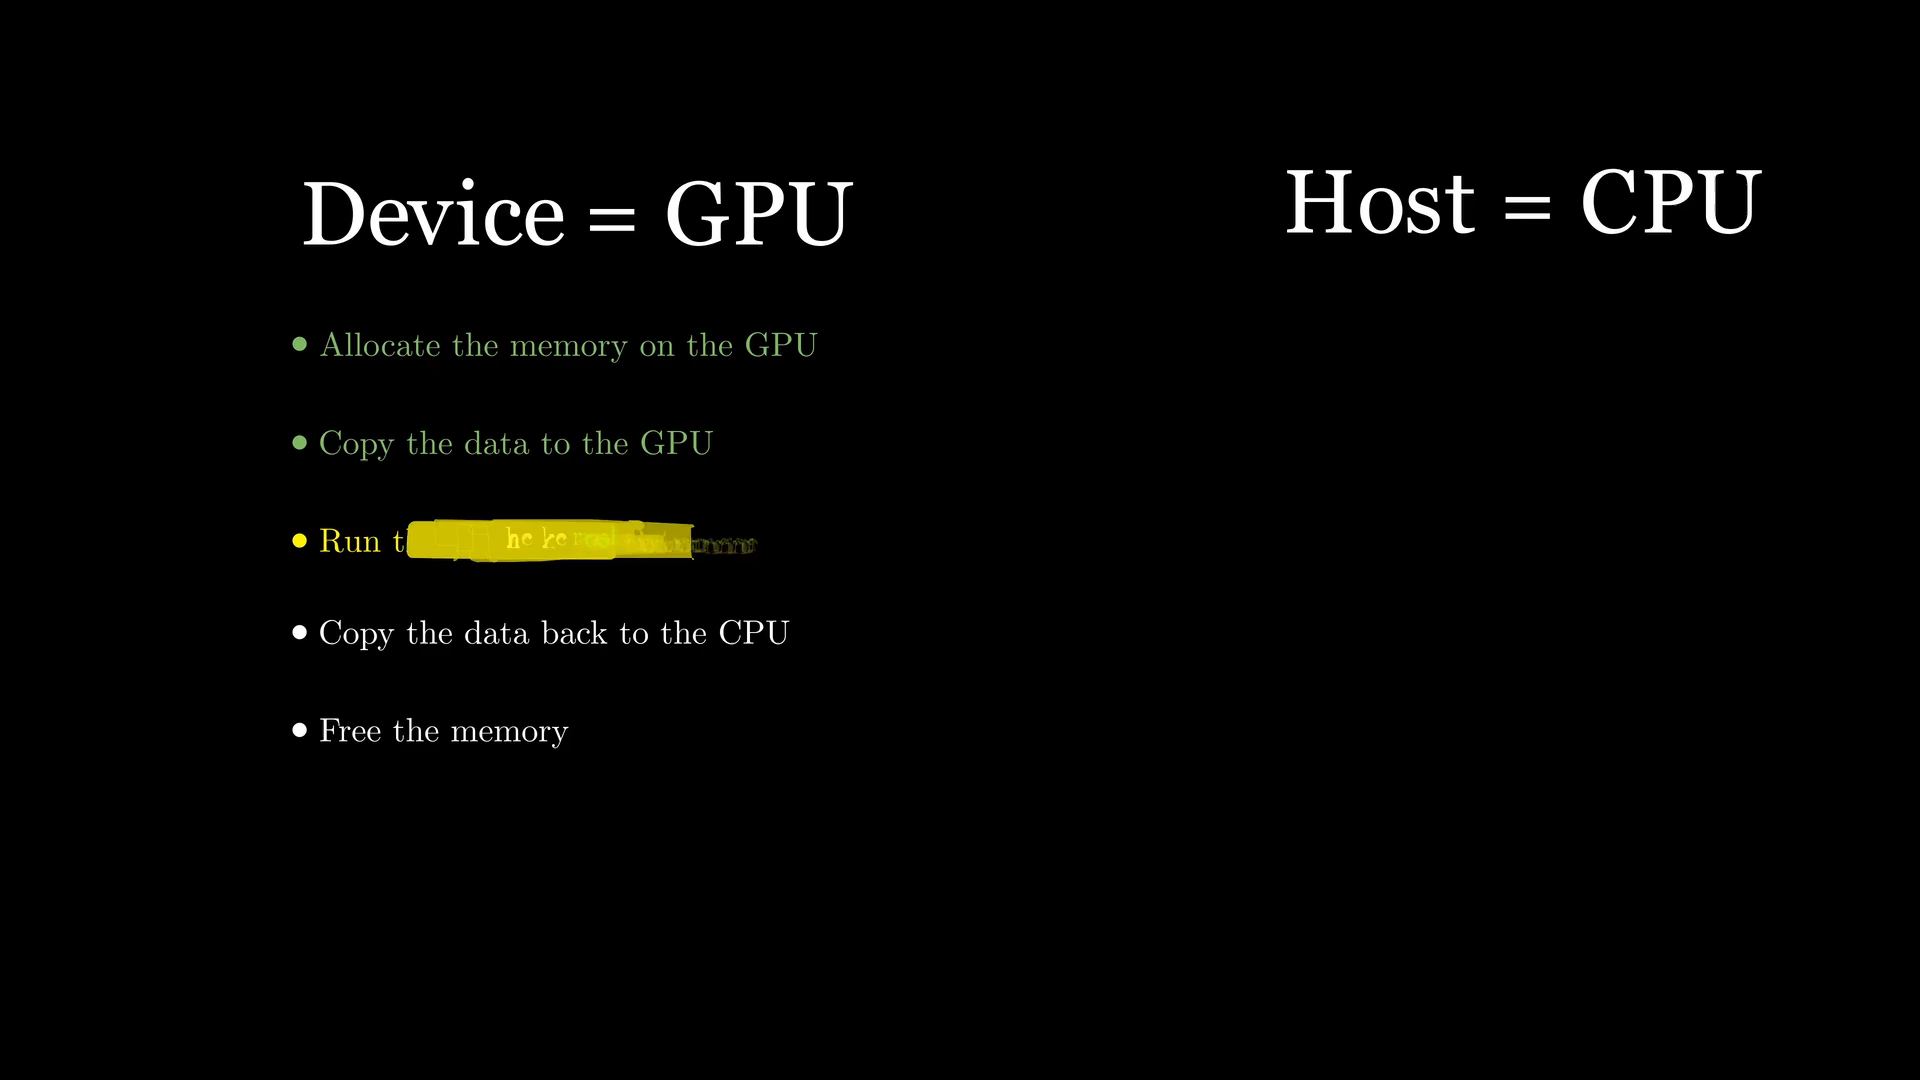 Device = GPU
Host = CPU
• Allocate the memory on the GPU
• Copy the data to the GPU
• Run
• Copy the data back to the CPU
• Free the memory